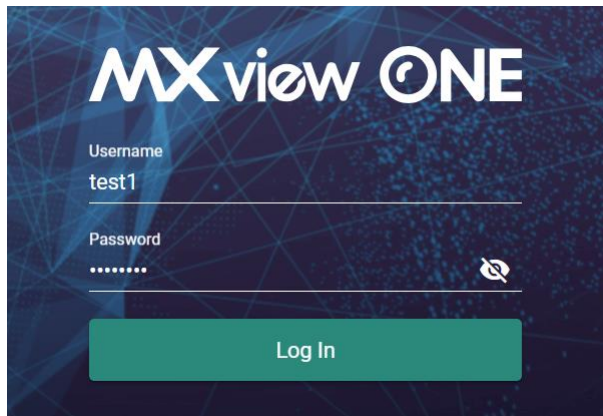 MXview ONE
Username
test1
Password
••••••••
Log In